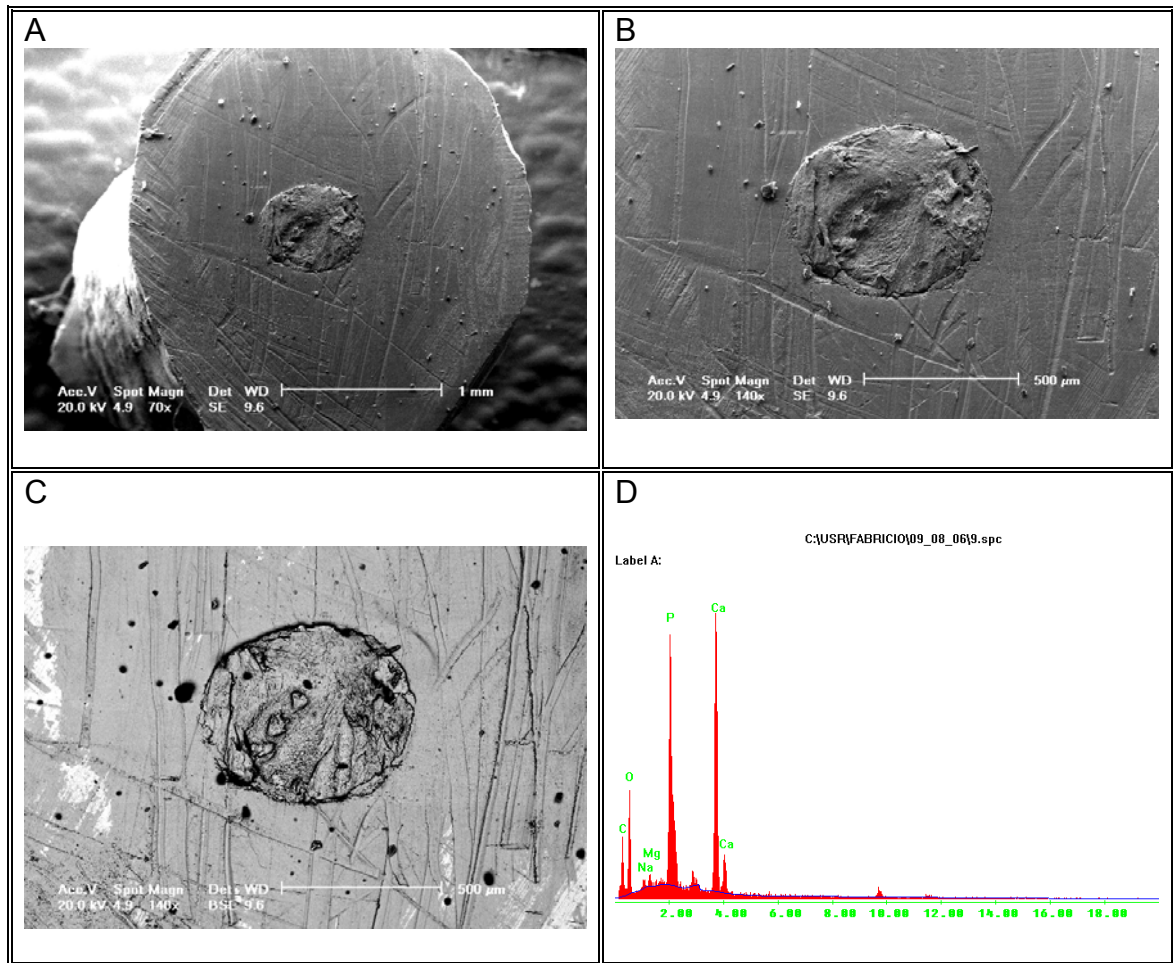 A
Acc.V Spot Magn Det WD 1 mm
20.0 kV 4.9 70x SE 9.6
B
Acc.V Spot Magn Det WD 500 µm
20.0 kV 4.9 140x SE 9.6
C
Acc.V Spot Magn Det WD 500 µm
20.0 kV 4.9 140x BSE 9.6
D
C:\USR\FABRICIO\09_08_06\9.spc
Label A:
Ca
P
O
C
Ca
Mg
Na
2.00 4.00 6.00 8.00 10.00 12.00 14.00 16.00 18.00